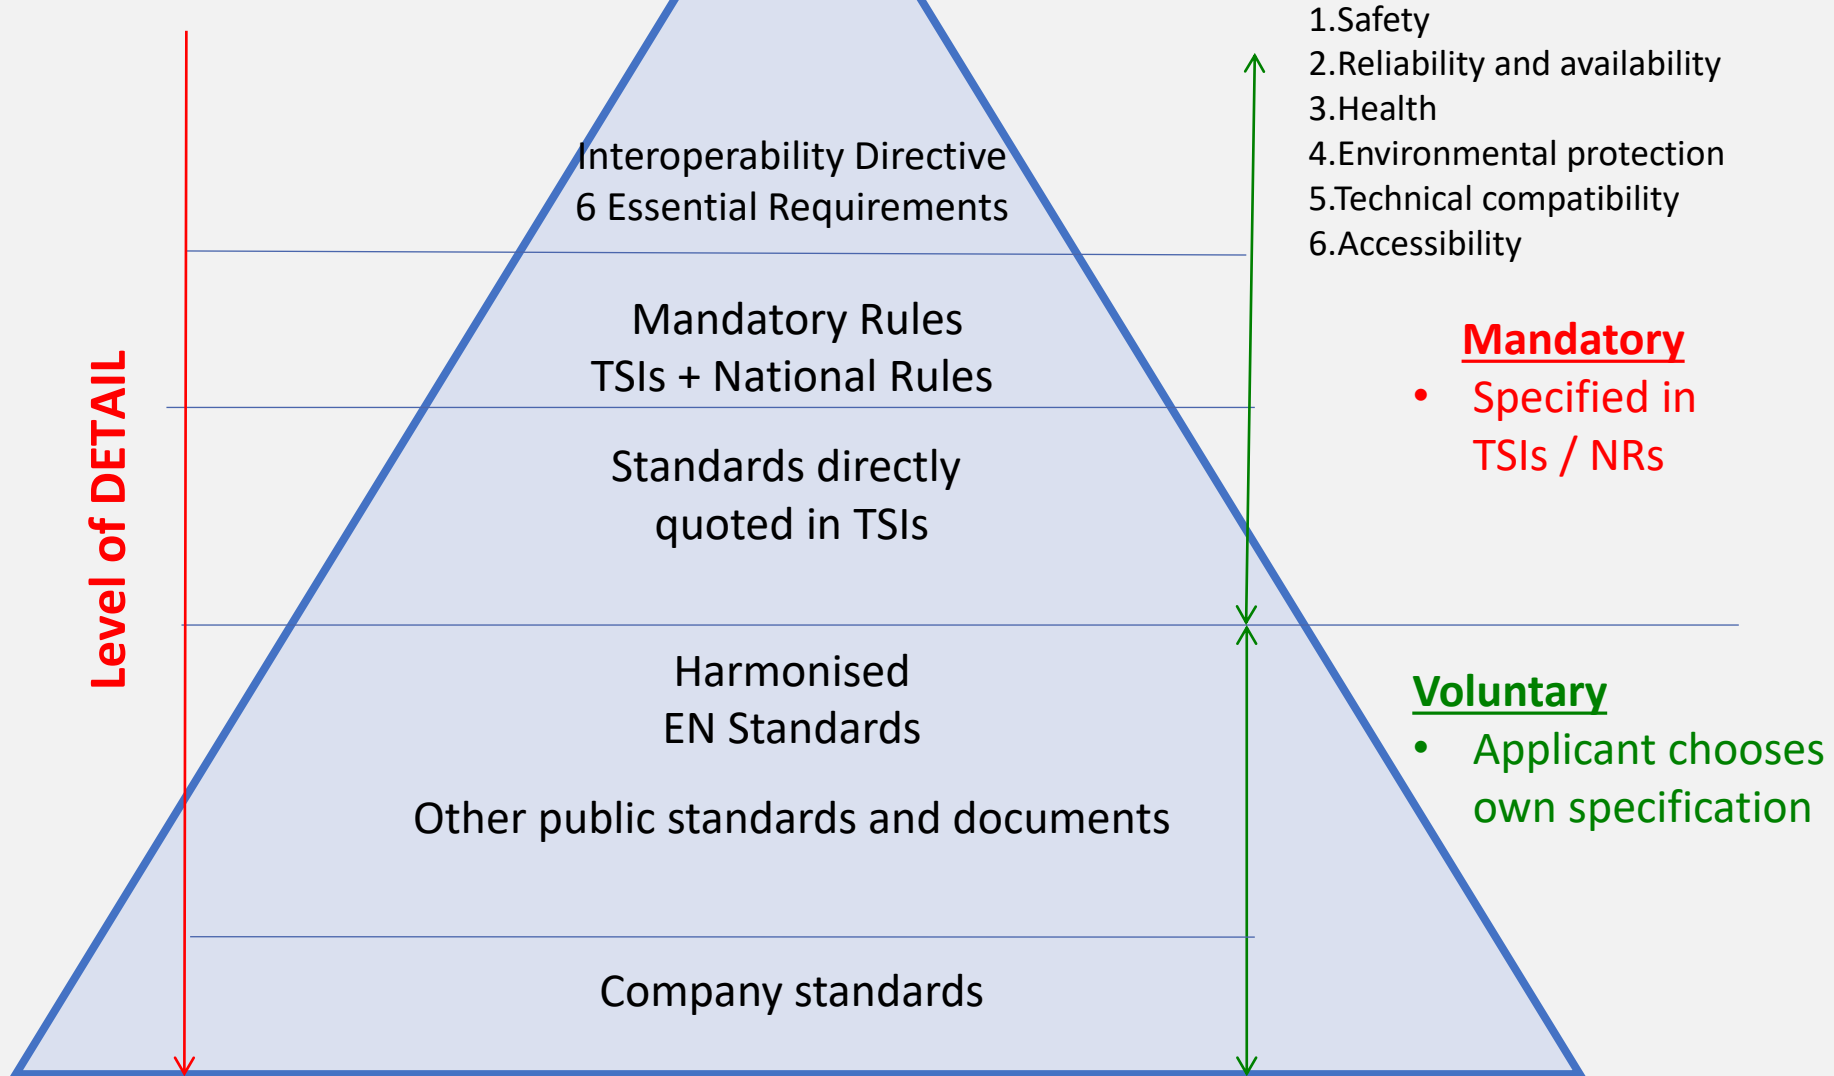 1.Safety
2.Reliability and availability
3.Health
4.Environmental protection
5.Technical compatibility
6.Accessibility
Interoperability Directive
6 Essential Requirements
Mandatory Rules
TSIs + National Rules
Standards directly
quoted in TSIs
Harmonised
EN Standards
Other public standards and documents
Company standards
Level of DETAIL
Mandatory
• Specified in
TSIs / NRs
Voluntary
• Applicant chooses
own specification